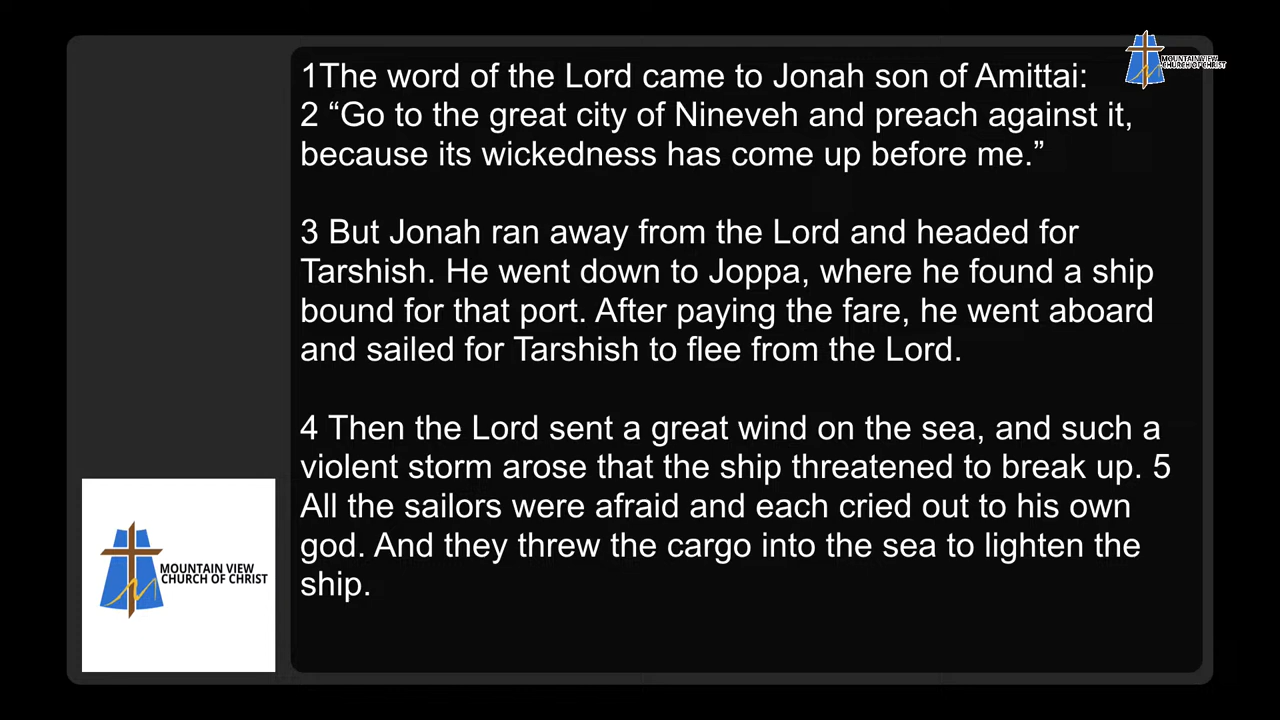 1The word of the Lord came to Jonah son of Amittai:
2 “Go to the great city of Nineveh and preach against it,
because its wickedness has come up before me.”
3 But Jonah ran away from the Lord and headed for
Tarshish. He went down to Joppa, where he found a ship
bound for that port. After paying the fare, he went aboard
and sailed for Tarshish to flee from the Lord.
4 Then the Lord sent a great wind on the sea, and such a
violent storm arose that the ship threatened to break up. 5
All the sailors were afraid and each cried out to his own
god. And they threw the cargo into the sea to lighten the
ship.
MOUNTAIN VIEW
CHURCH OF CHRIST
MOUNTAIN VIEW
CHURCH OF CHRIST